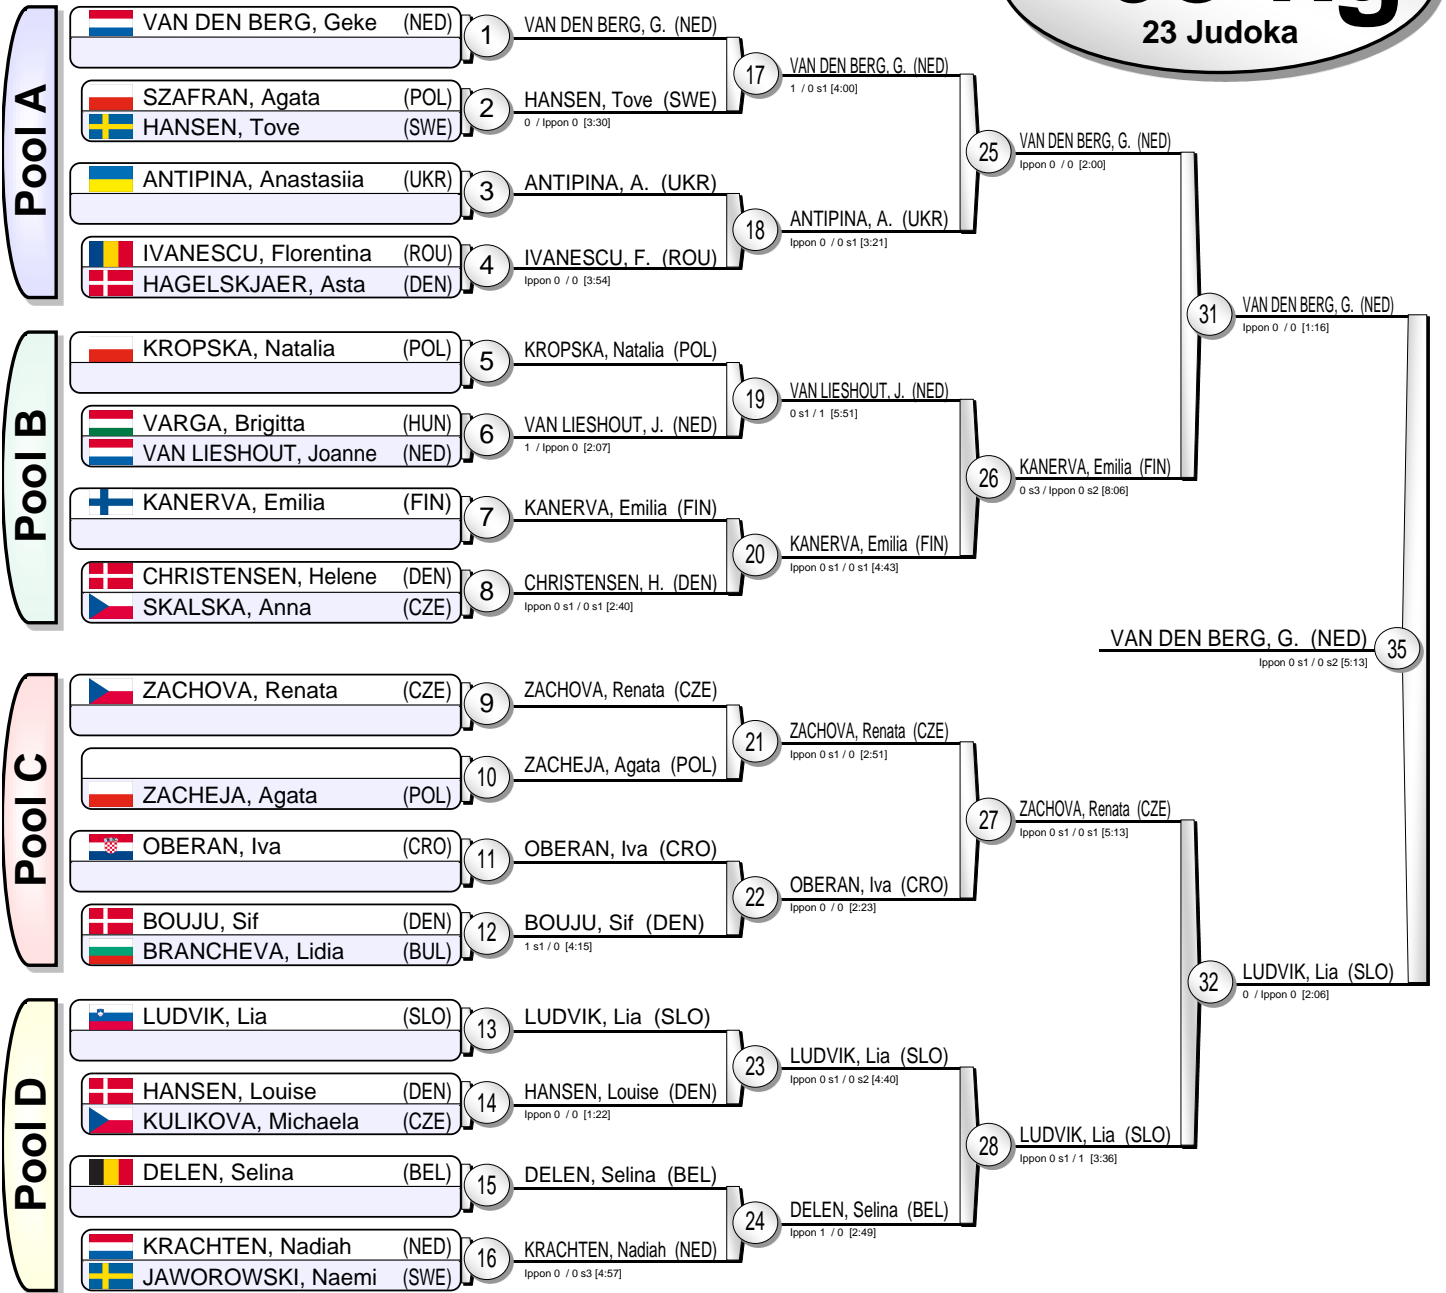 23 Judoka
Pool A
VAN DEN BERG, Geke (NED)
SZAFRAN, Agata (POL)
HANSEN, Tove (SWE)
ANTIPINA, Anastasiia (UKR)
IVANESCU, Florentina (ROU)
HAGELSKJAER, Asta (DEN)
1
2
3
4
VAN DEN BERG, G. (NED)
HANSEN, Tove (SWE)
0 / Ippon 0 [3:30]
ANTIPINA, A. (UKR)
IVANESCU, F. (ROU)
Ippon 0 / 0 [3:54]
17
VAN DEN BERG, G. (NED)
1 / 0 s1 [4:00]
18
ANTIPINA, A. (UKR)
Ippon 0 / 0 s1 [3:21]
25
VAN DEN BERG, G. (NED)
Ippon 0 / 0 [2:00]
Pool B
KROPSKA, Natalia (POL)
VARGA, Brigitta (HUN)
VAN LIESHOUT, Joanne (NED)
KANERVA, Emilia (FIN)
CHRISTENSEN, Helene (DEN)
SKALSKA, Anna (CZE)
5
6
7
8
KROPSKA, Natalia (POL)
VAN LIESHOUT, J. (NED)
1 / Ippon 0 [2:07]
KANERVA, Emilia (FIN)
CHRISTENSEN, H. (DEN)
Ippon 0 s1 / 0 s1 [2:40]
19
VAN LIESHOUT, J. (NED)
0 s1 / 1 [5:51]
20
KANERVA, Emilia (FIN)
Ippon 0 s1 / 0 s1 [4:43]
26
KANERVA, Emilia (FIN)
0 s3 / Ippon 0 s2 [8:06]
31
VAN DEN BERG, G. (NED)
Ippon 0 / 0 [1:16]
VAN DEN BERG, G. (NED)
35
Ippon 0 s1 / 0 s2 [5:13]
Pool C
ZACHOVA, Renata (CZE)
ZACHEJA, Agata (POL)
OBERAN, Iva (CRO)
BOUJU, Sif (DEN)
BRANCHEVA, Lidia (BUL)
9
10
11
12
ZACHOVA, Renata (CZE)
ZACHEJA, Agata (POL)
OBERAN, Iva (CRO)
BOUJU, Sif (DEN)
1 s1 / 0 [4:15]
21
ZACHOVA, Renata (CZE)
Ippon 0 s1 / 0 [2:51]
22
OBERAN, Iva (CRO)
Ippon 0 / 0 [2:23]
27
ZACHOVA, Renata (CZE)
Ippon 0 s1 / 0 s1 [5:13]
Pool D
LUDVIK, Lia (SLO)
HANSEN, Louise (DEN)
KULIKOVA, Michaela (CZE)
DELEN, Selina (BEL)
KRACHTEN, Nadiah (NED)
JAWOROWSKI, Naemi (SWE)
13
14
15
16
LUDVIK, Lia (SLO)
HANSEN, Louise (DEN)
Ippon 0 / 0 [1:22]
DELEN, Selina (BEL)
KRACHTEN, Nadiah (NED)
Ippon 0 / 0 s3 [4:57]
23
LUDVIK, Lia (SLO)
Ippon 0 s1 / 0 s2 [4:40]
24
DELEN, Selina (BEL)
Ippon 1 / 0 [2:49]
28
LUDVIK, Lia (SLO)
Ippon 0 s1 / 1 [3:36]
32
LUDVIK, Lia (SLO)
0 / Ippon 0 [2:06]